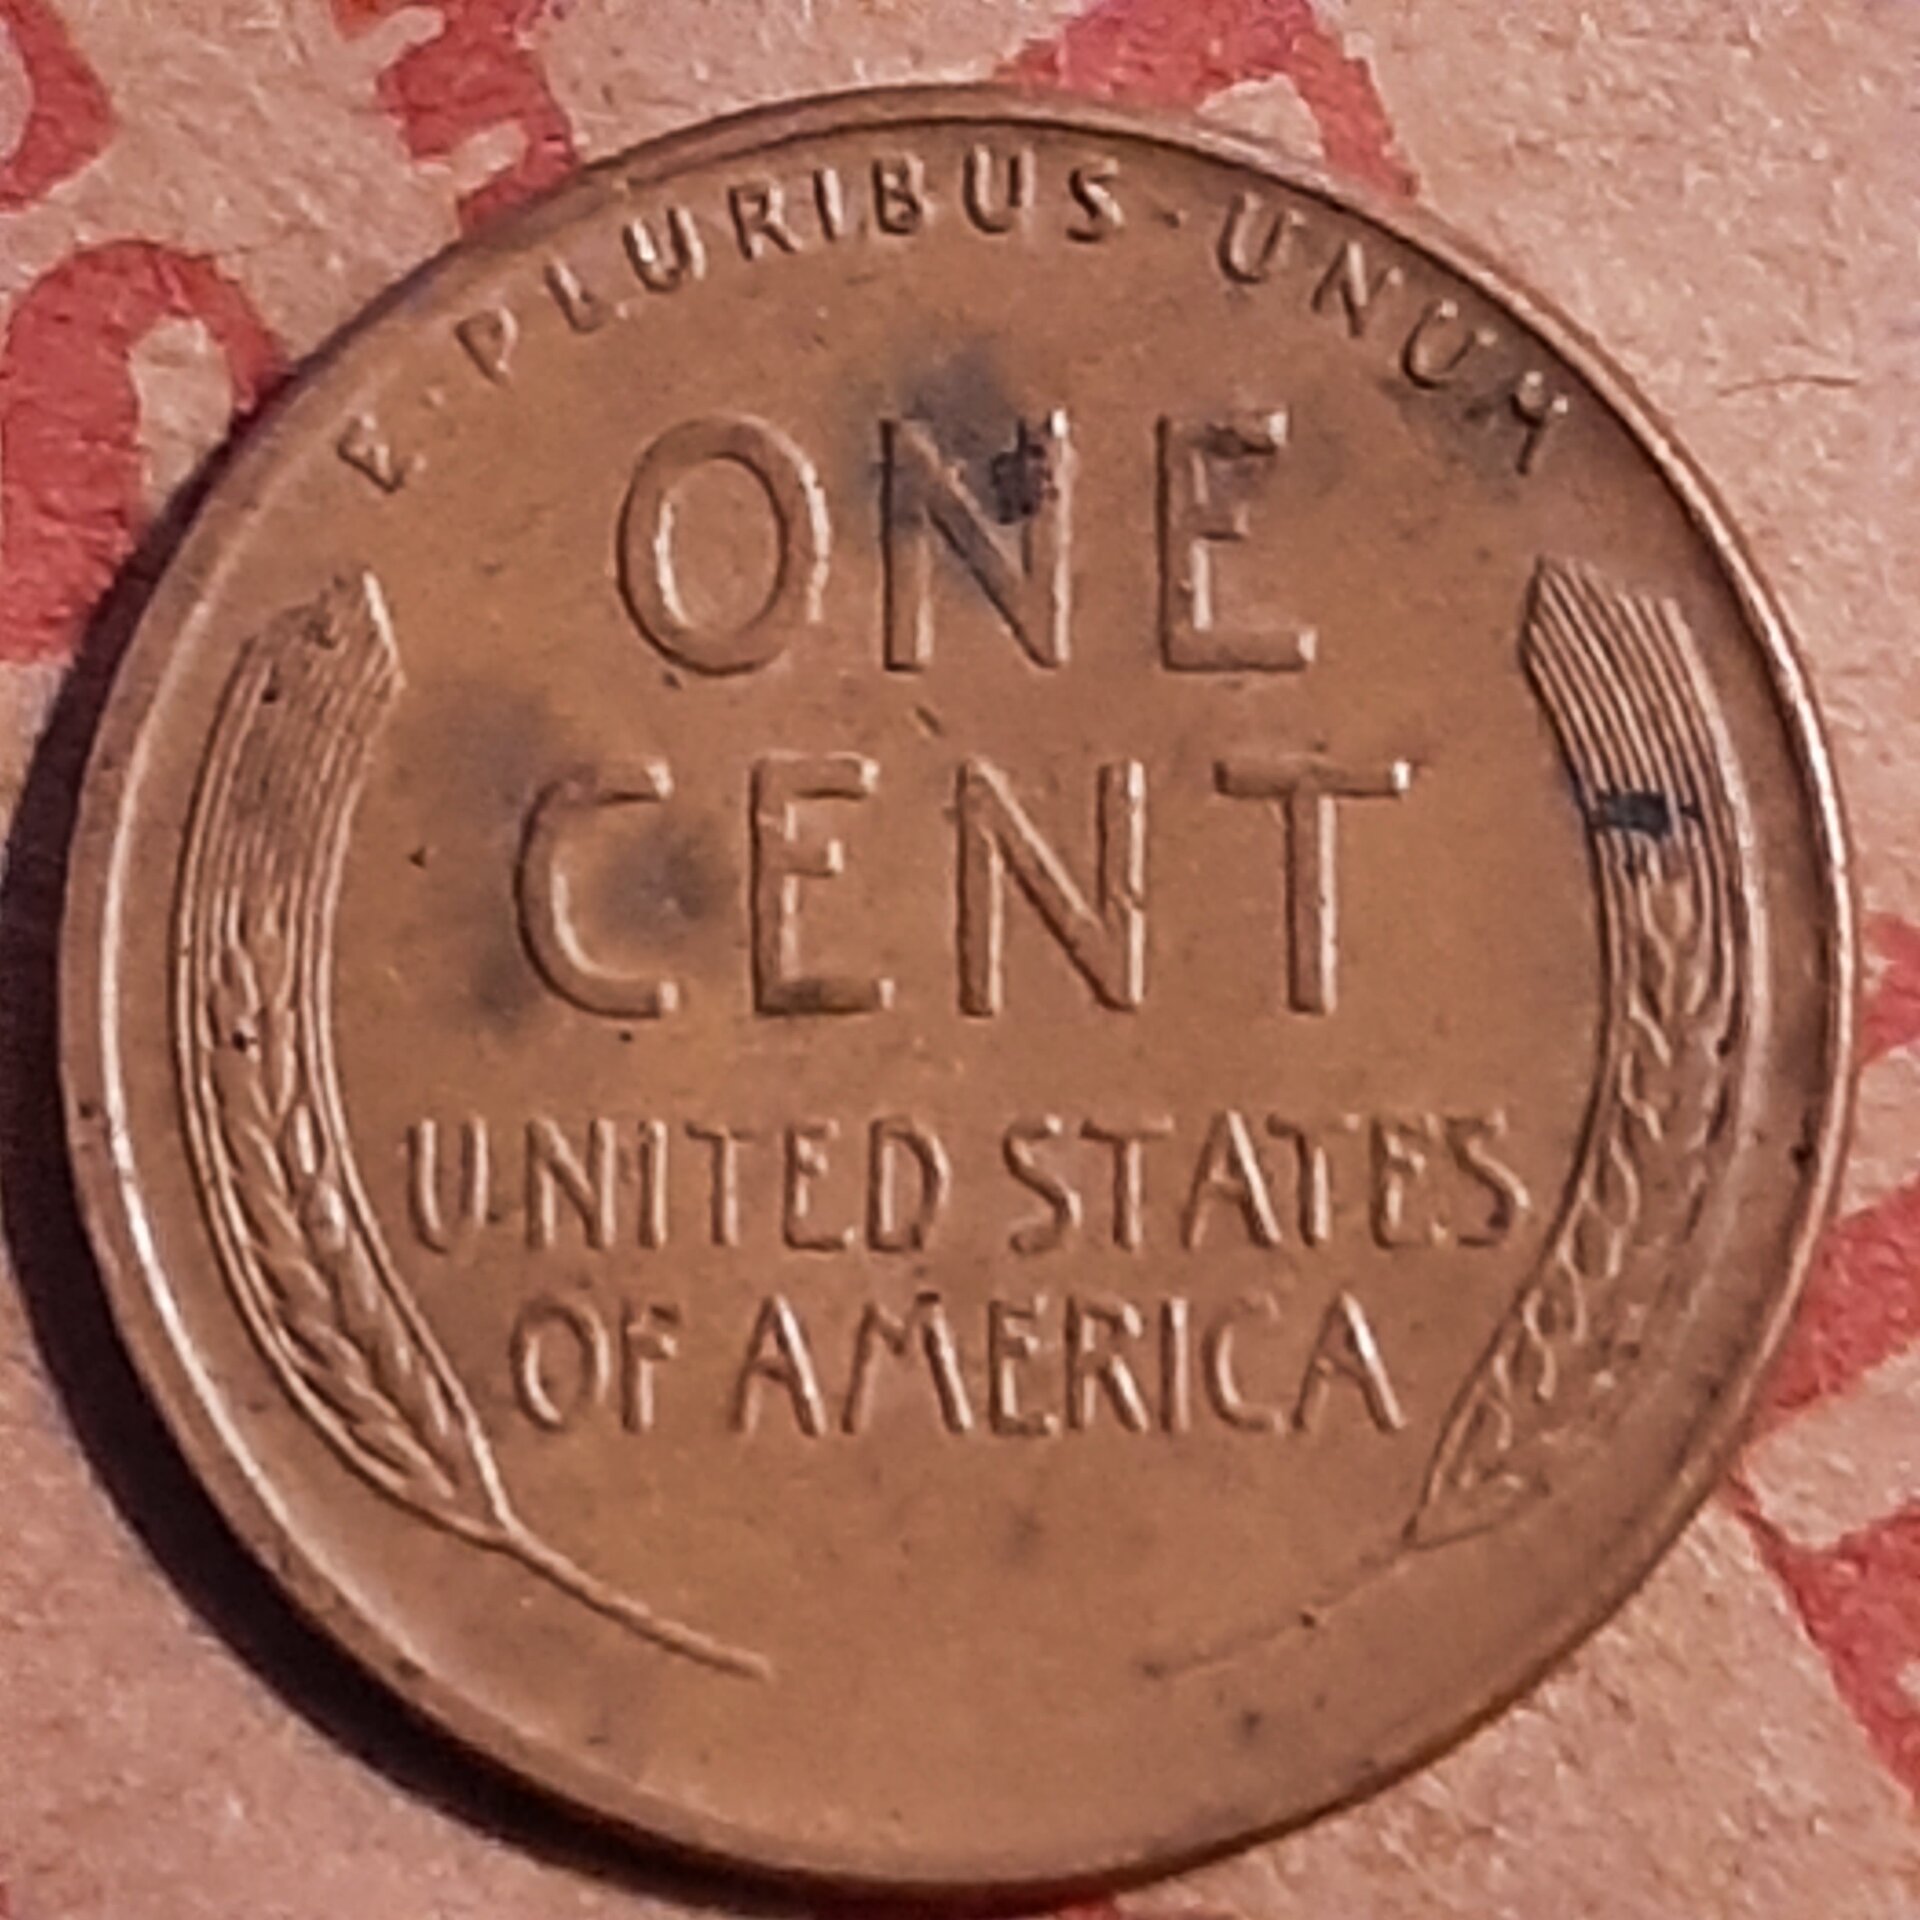 E·PLURIBUS·UNUM
ONE
CENT
UNITED STATES
OF AMERICA